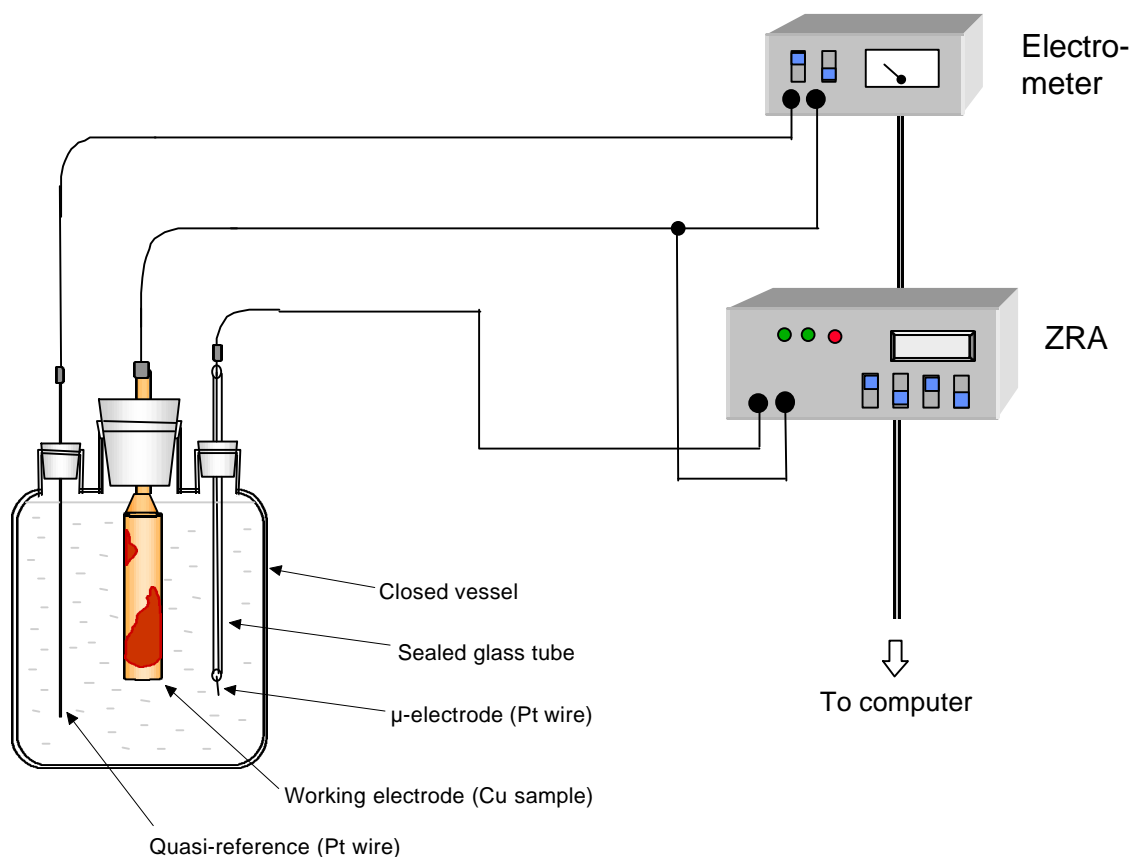 Electro-
meter
ZRA
Closed vessel
Sealed glass tube
µ-electrode (Pt wire)
To computer
Working electrode (Cu sample)
Quasi-reference (Pt wire)